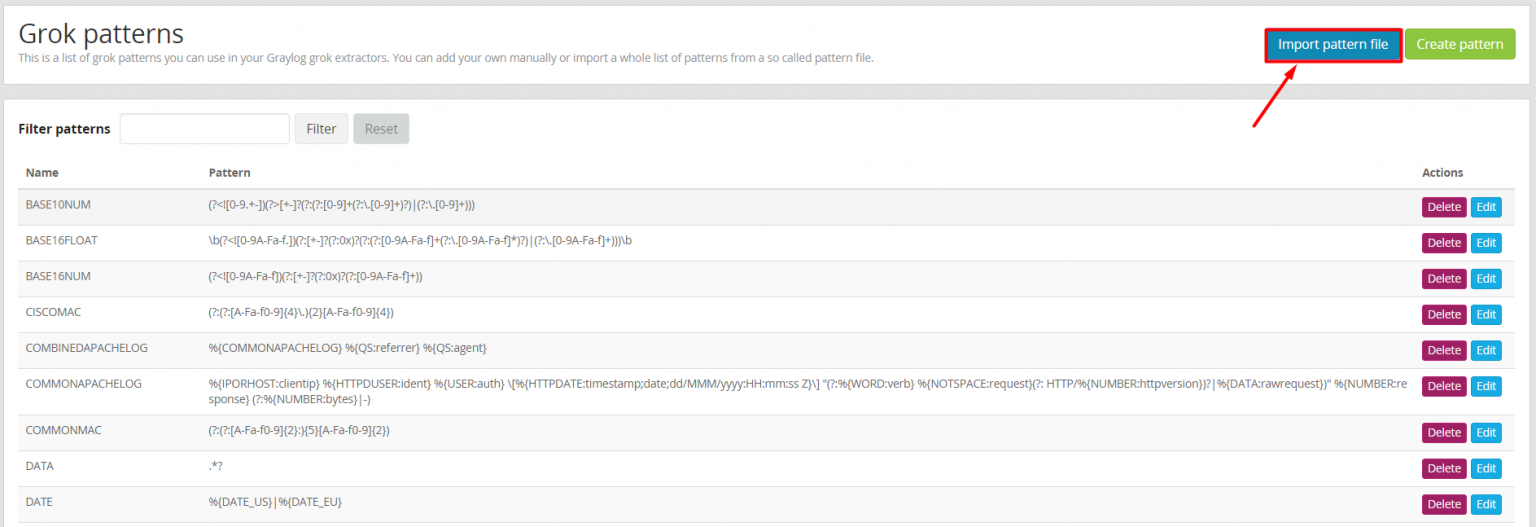 Grok patterns
This is a list of grok patterns you can use in your Graylog grok extractors. You can add your own manually or import a whole list of patterns from a so called pattern file.
Import pattern file Create pattern
Filter patterns Filter Reset
Name Pattern Actions
BASE10NUM (?<![0-9.+-])(?>[+-]?(?:(?:[0-9]+(?:\.[0-9]+)?)|(?:\.[0-9]+))) Delete Edit
BASE16FLOAT \b(?<![0-9A-Fa-f.])(?:[+-]?(?:0x)?(?:(?:[0-9A-Fa-f]+(?:\.[0-9A-Fa-f]*)?)|(?:\.[0-9A-Fa-f]+)))\b Delete Edit
BASE16NUM (?<![0-9A-Fa-f])(?:[+-]?(?:0x)?(?:[0-9A-Fa-f]+)) Delete Edit
CISCOMAC (?:(?:[A-Fa-f0-9]{4}\.){2}[A-Fa-f0-9]{4}) Delete Edit
COMBINEDAPACHELOG %{COMMONAPACHELOG} %{QS:referrer} %{QS:agent} Delete Edit
COMMONAPACHELOG %{IPORHOST:clientip} %{HTTPDUSER:ident} %{USER:auth} \[%{HTTPDATE:timestamp;date;dd/MMM/yyyy:HH:mm:ss Z}\] "(?:%{WORD:verb} %{NOTSPACE:request}(?: HTTP/%{NUMBER:httpversion})?|%{DATA:rawrequest})" %{NUMBER:re Delete Edit
sponse} (?:%{NUMBER:bytes}|-)
COMMONMAC (?:(?:[A-Fa-f0-9]{2}:){5}[A-Fa-f0-9]{2}) Delete Edit
DATA .*? Delete Edit
DATE %{DATE_US}|%{DATE_EU} Delete Edit